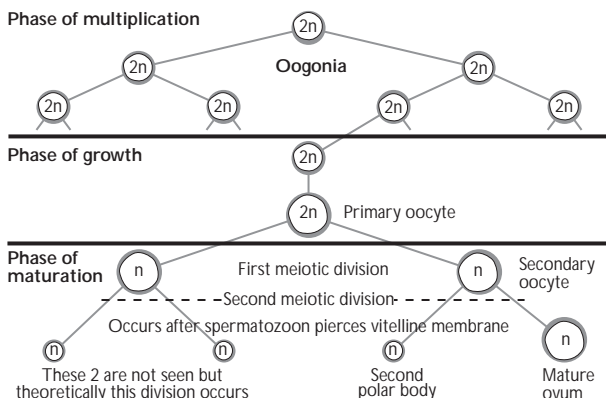 Phase of multiplication
2n
2n
Oogonia
2n
2n
2n
2n
2n
Phase of growth
2n
2n
Primary oocyte
Phase of
maturation
n
First meiotic division
n
Secondary
oocyte
Second meiotic division
Occurs after spermatozoon pierces vitelline membrane
n
n
n
n
These 2 are not seen but
theoretically this division occurs
Second
polar body
Mature
ovum